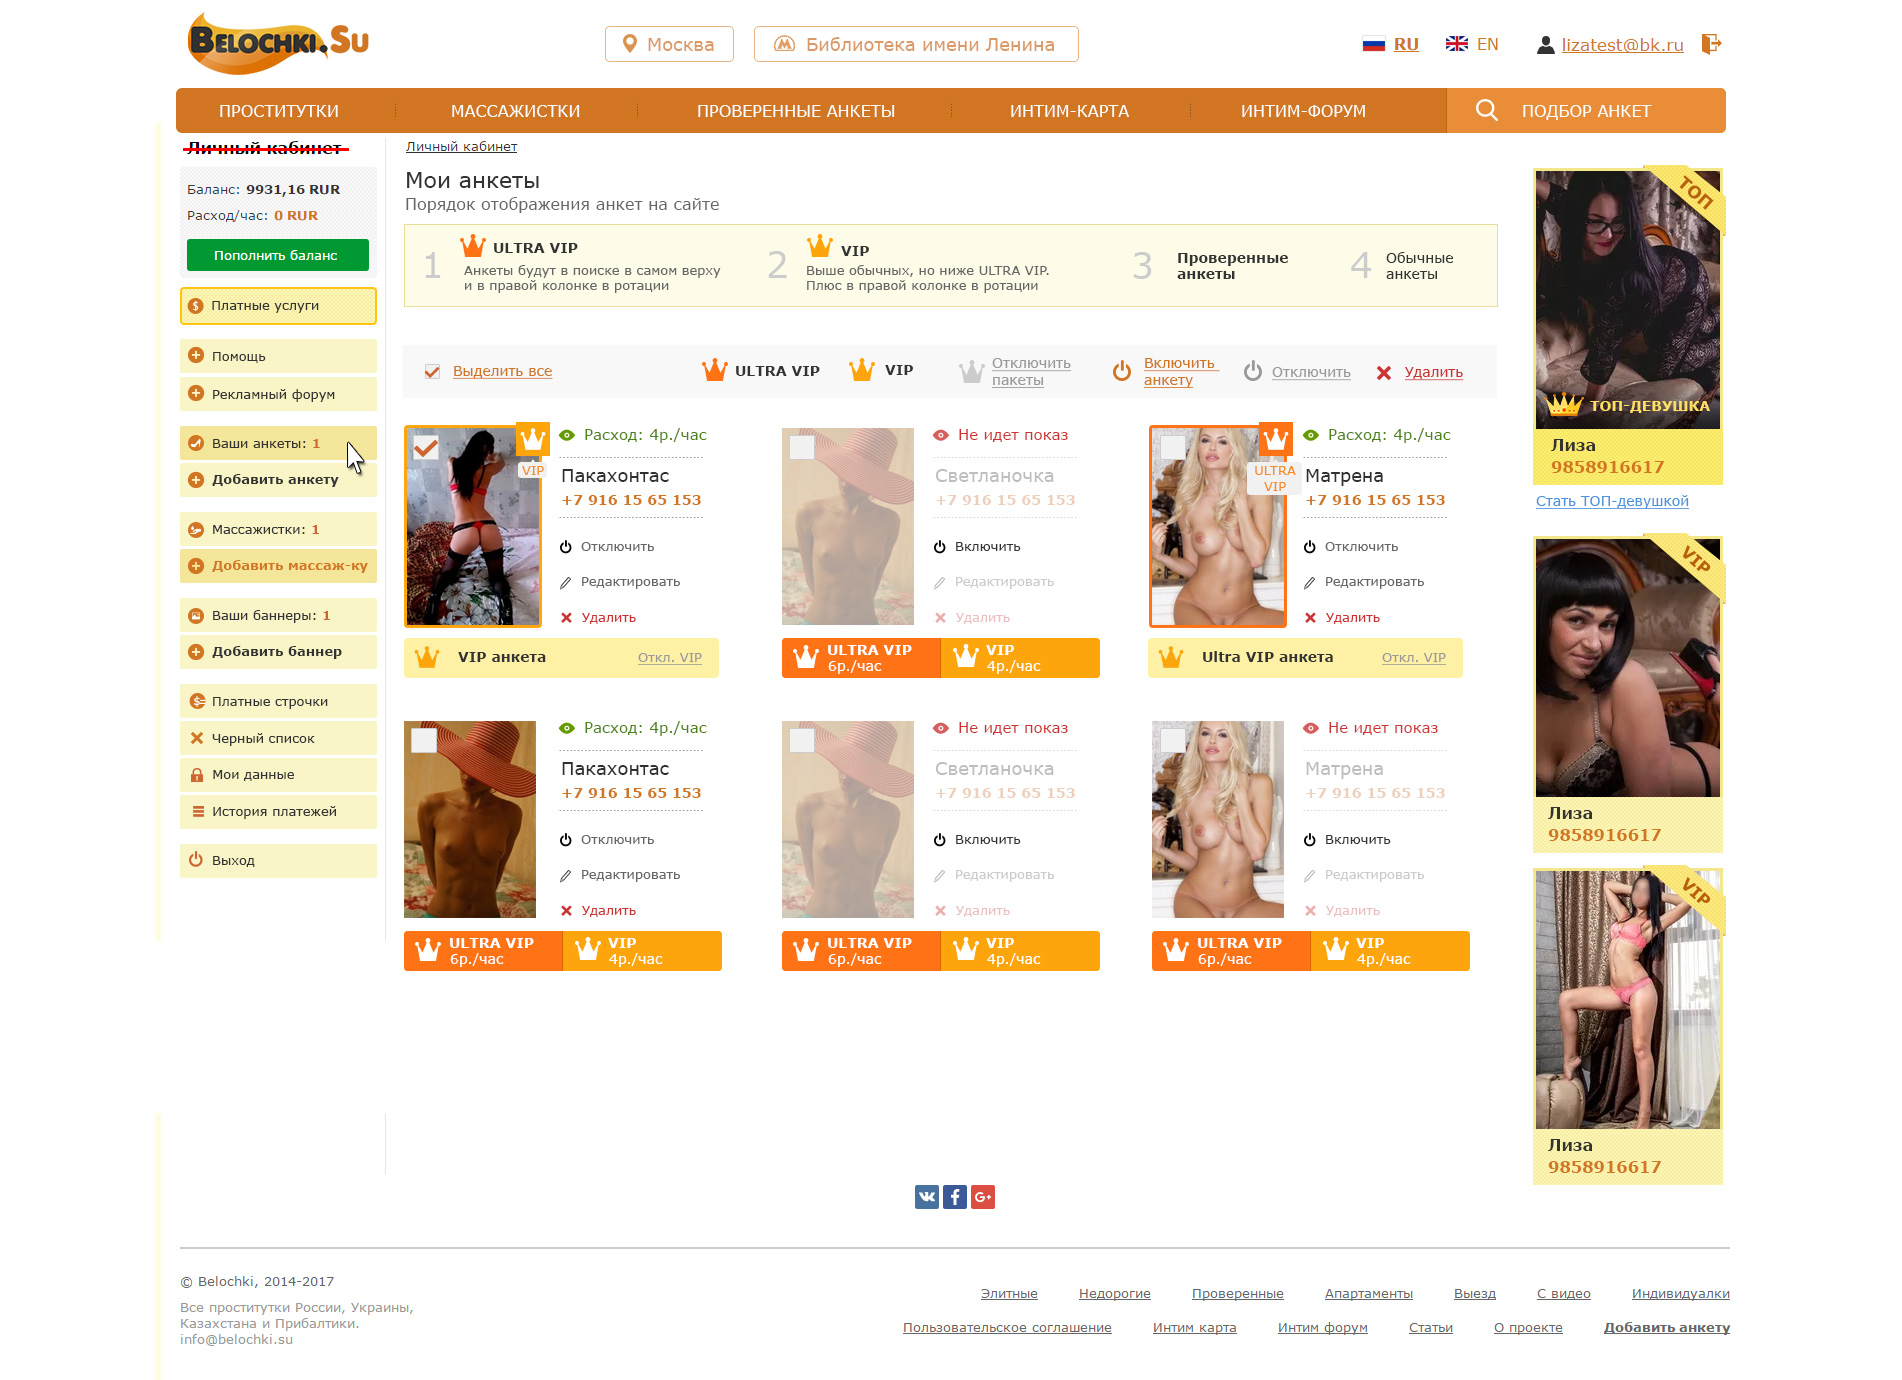 BELOCHKI.SU
Москва
Библиотека имени Ленина
RU
EN
lizatest@bk.ru
ПРОСТИТУТКИ
МАССАЖИСТКИ
ПРОВЕРЕННЫЕ АНКЕТЫ
ИНТИМ-КАРТА
ИНТИМ-ФОРУМ
ПОДБОР АНКЕТ
Личный кабинет
Баланс: 9931,16 RUR
Расход/час: 0 RUR
Пополнить баланс
Платные услуги
Помощь
Рекламный форум
Ваши анкеты: 1
Добавить анкету
Массажистки: 1
Добавить массаж-ку
Ваши баннеры: 1
Добавить баннер
Платные строчки
Черный список
Мои данные
История платежей
Выход
Личный кабинет
Мои анкеты
Порядок отображения анкет на сайте
1
ULTRA VIP
Анкеты будут в поиске в самом верху
и в правой колонке в ротации
2
VIP
Выше обычных, но ниже ULTRA VIP.
Плюс в правой колонке в ротации
3
Проверенные
анкеты
4
Обычные
анкеты
Выделить все
ULTRA VIP
VIP
Отключить
пакеты
Включить
анкету
Отключить
Удалить
VIP
Расход: 4р./час
Пакахонтас
+7 916 15 65 153
Отключить
Редактировать
Удалить
VIP анкета
Откл. VIP
Не идет показ
Светланочка
+7 916 15 65 153
Включить
Редактировать
Удалить
ULTRA VIP
6р./час
VIP
4р./час
ULTRA
VIP
Расход: 4р./час
Матрена
+7 916 15 65 153
Отключить
Редактировать
Удалить
Ultra VIP анкета
Откл. VIP
Расход: 4р./час
Пакахонтас
+7 916 15 65 153
Отключить
Редактировать
Удалить
ULTRA VIP
6р./час
VIP
4р./час
Не идет показ
Светланочка
+7 916 15 65 153
Включить
Редактировать
Удалить
ULTRA VIP
6р./час
VIP
4р./час
Не идет показ
Матрена
+7 916 15 65 153
Включить
Редактировать
Удалить
ULTRA VIP
6р./час
VIP
4р./час
ТОП
ТОП-ДЕВУШКА
Лиза
9858916617
Стать ТОП-девушкой
VIP
Лиза
9858916617
VIP
Лиза
9858916617
© Belochki, 2014-2017
Все проститутки России, Украины,
Казахстана и Прибалтики.
info@belochki.su
Элитные
Недорогие
Проверенные
Апартаменты
Выезд
С видео
Индивидуалки
Пользовательское соглашение
Интим карта
Интим форум
Статьи
О проекте
Добавить анкету